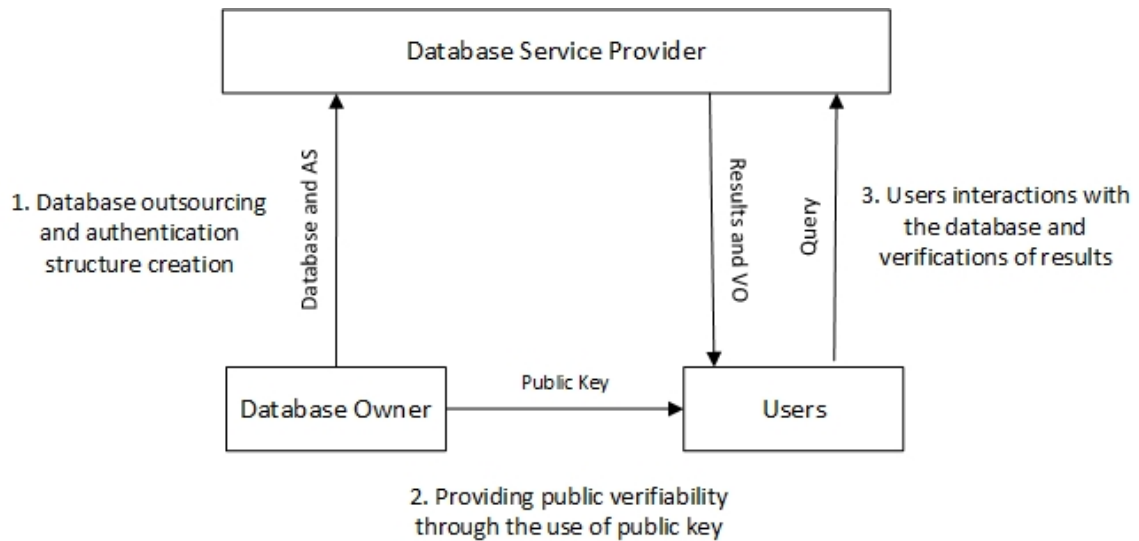 Database Service Provider
1. Database outsourcing
and authentication
structure creation
Database and AS
Results and VO
Query
3. Users interactions with
the database and
verifications of results
Database Owner
Public Key
Users
2. Providing public verifiability
through the use of public key